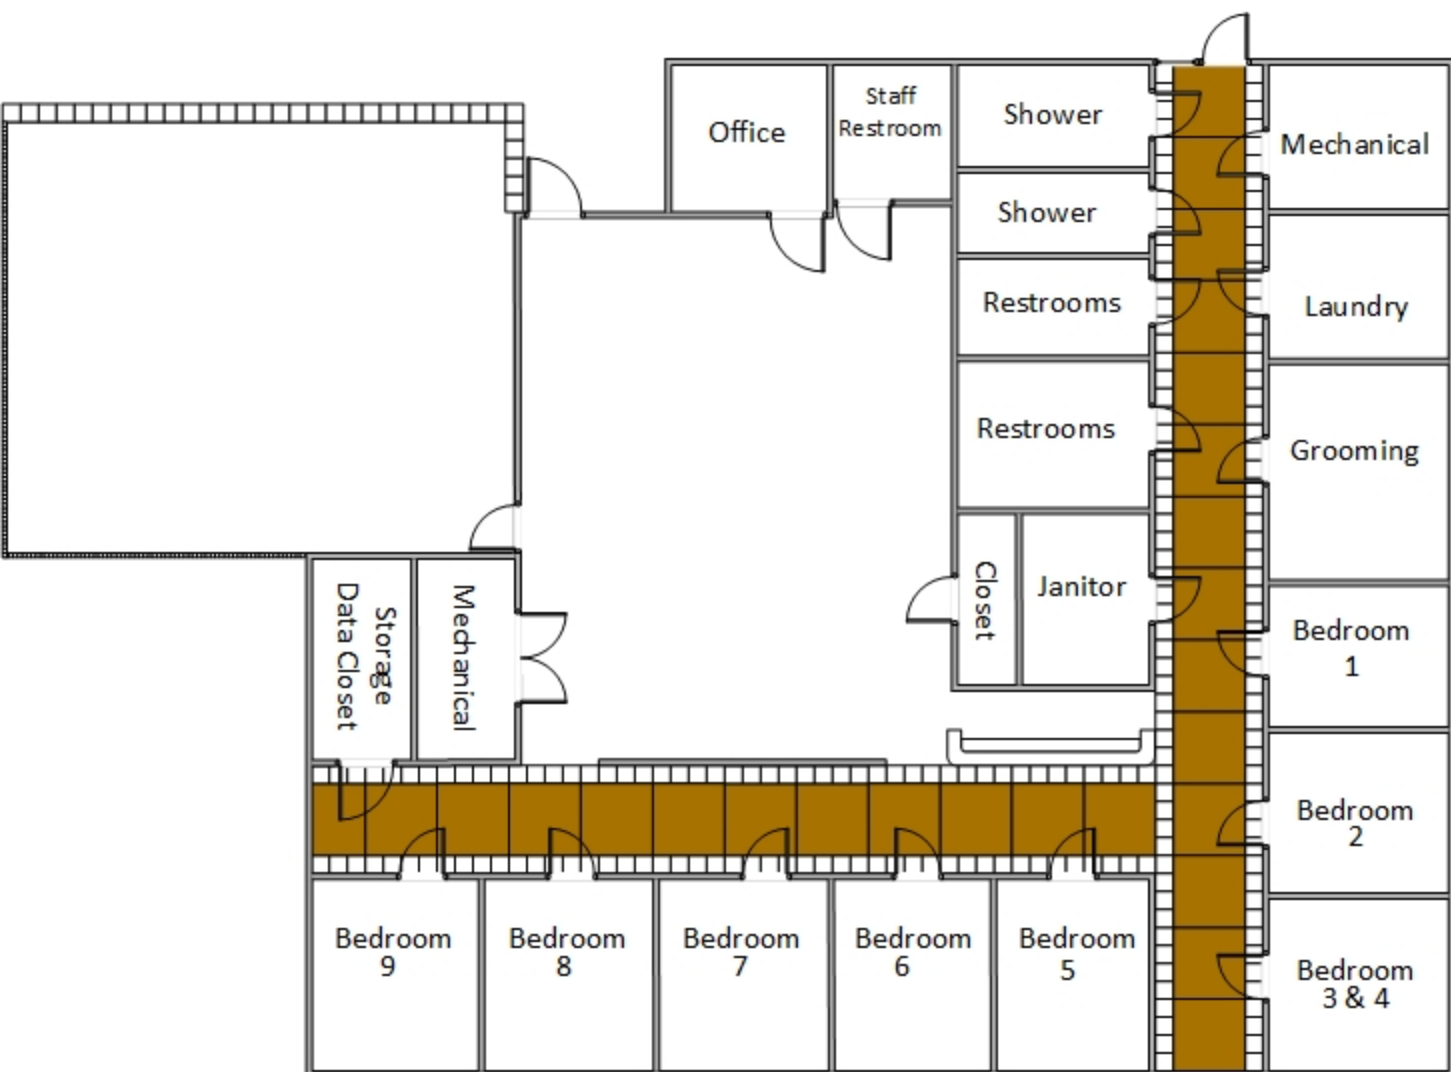 Office
Staff
Restroom
Shower
Mechanical
Shower
Restrooms
Laundry
Restrooms
Grooming
Closet
Janitor
Storage
Data Closet
Mechanical
Bedroom
1
Bedroom
2
Bedroom
9
Bedroom
8
Bedroom
7
Bedroom
6
Bedroom
5
Bedroom
3 & 4